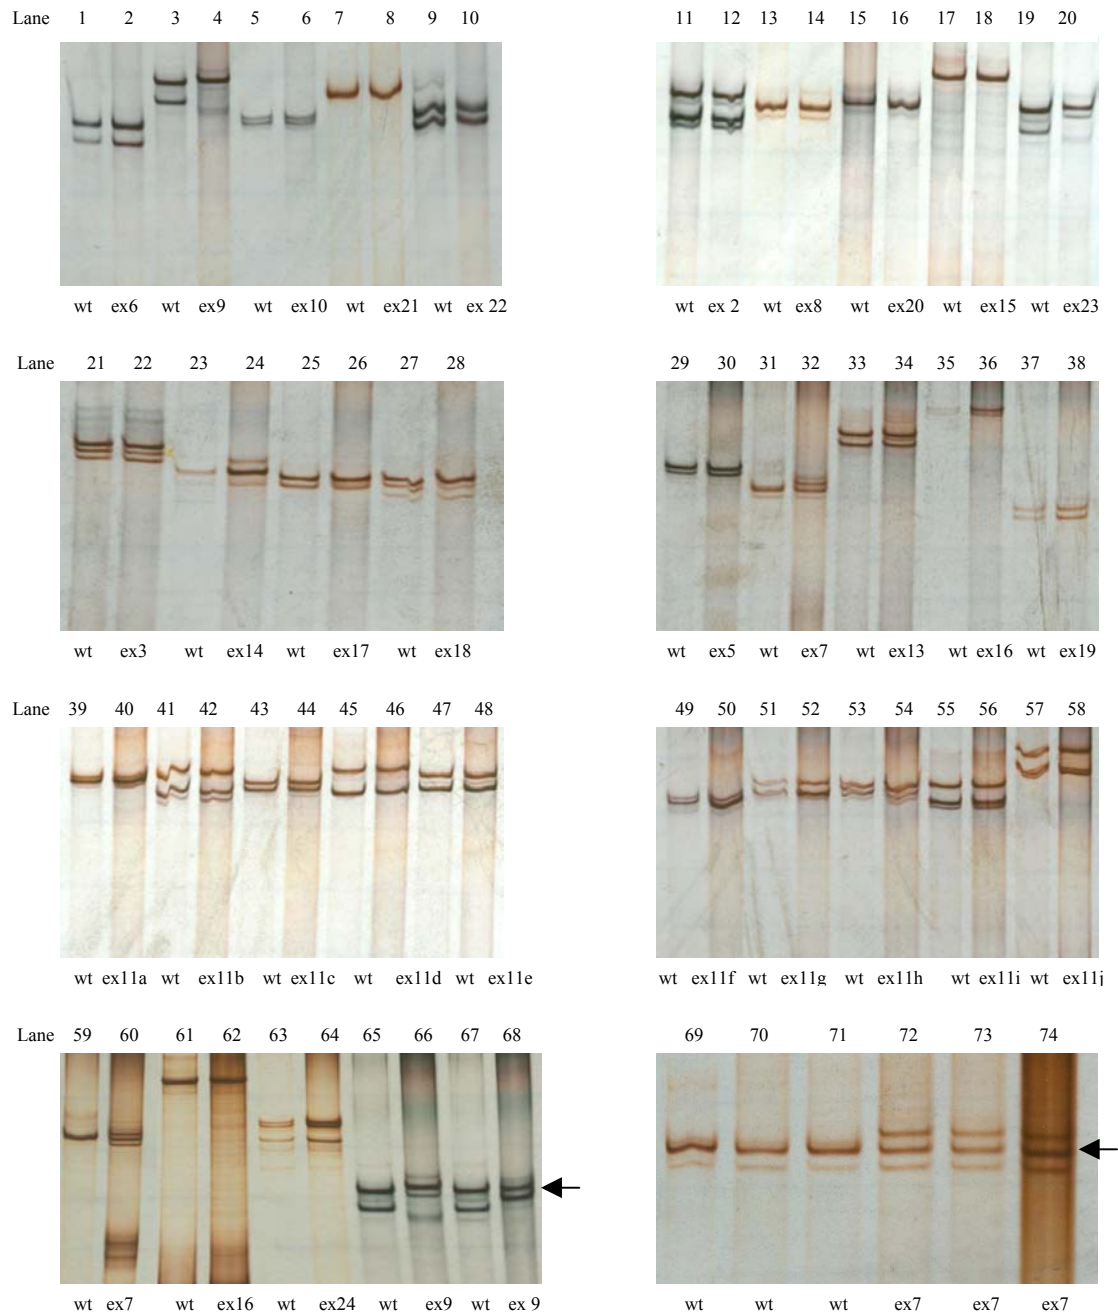 Lane 1 2 3 4 5 6 7 8 9 10 11 12 13 14 15 16 17 18 19 20
wt ex6 wt ex9 wt ex10 wt ex21 wt ex 22 wt ex 2 wt ex8 wt ex20 wt ex15 wt ex23
Lane 21 22 23 24 25 26 27 28 29 30 31 32 33 34 35 36 37 38
wt ex3 wt ex14 wt ex17 wt ex18 wt ex5 wt ex7 wt ex13 wt ex16 wt ex19
Lane 39 40 41 42 43 44 45 46 47 48 49 50 51 52 53 54 55 56 57 58
wt ex11a wt ex11b wt ex11c wt ex11d wt ex11e wt ex11f wt ex11g wt ex11h wt ex11i wt ex11j
Lane 59 60 61 62 63 64 65 66 67 68 69 70 71 72 73 74
wt ex7 wt ex16 wt ex24 wt ex9 wt ex 9 wt wt wt ex7 ex7 ex7